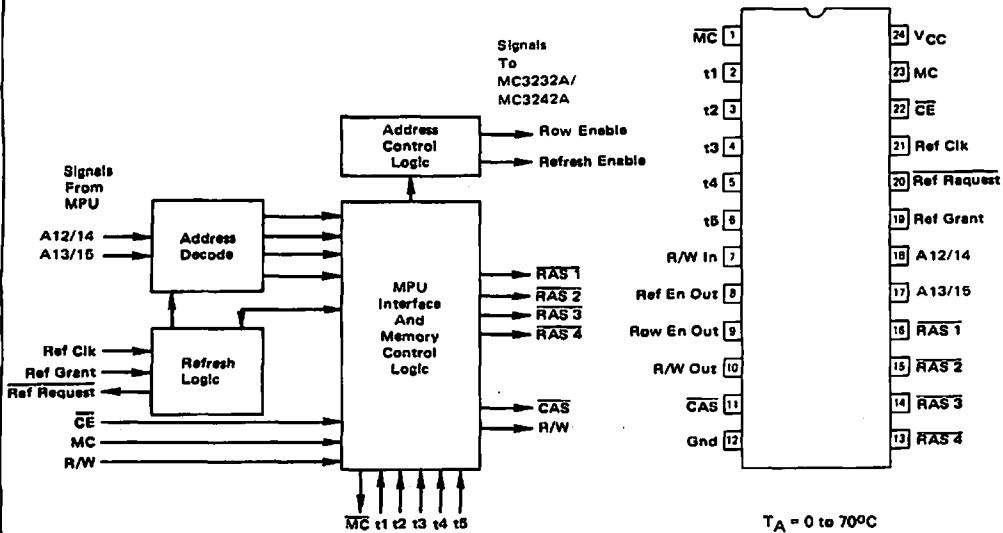 Signals
To
MC3232A/
MC3242A
Address
Control
Logic
Row Enable
Refresh Enable
Signals
From
MPU
A12/14
A13/15
Address
Decode
MPU
Interface
And
Memory
Control
Logic
RAS 1
RAS 2
RAS 3
RAS 4
Ref Clk
Ref Grant
Ref Request
Refresh
Logic
CE
MC
R/W
CAS
R/W
MC t1 t2 t3 t4 t5
MC 1
t1 2
t2 3
t3 4
t4 5
t5 6
R/W In 7
Ref En Out 8
Row En Out 9
R/W Out 10
CAS 11
Gnd 12
24 VCC
23 MC
22 CE
21 Ref Clk
20 Ref Request
19 Ref Grant
18 A12/14
17 A13/15
16 RAS 1
15 RAS 2
14 RAS 3
13 RAS 4
TA = 0 to 70ºC